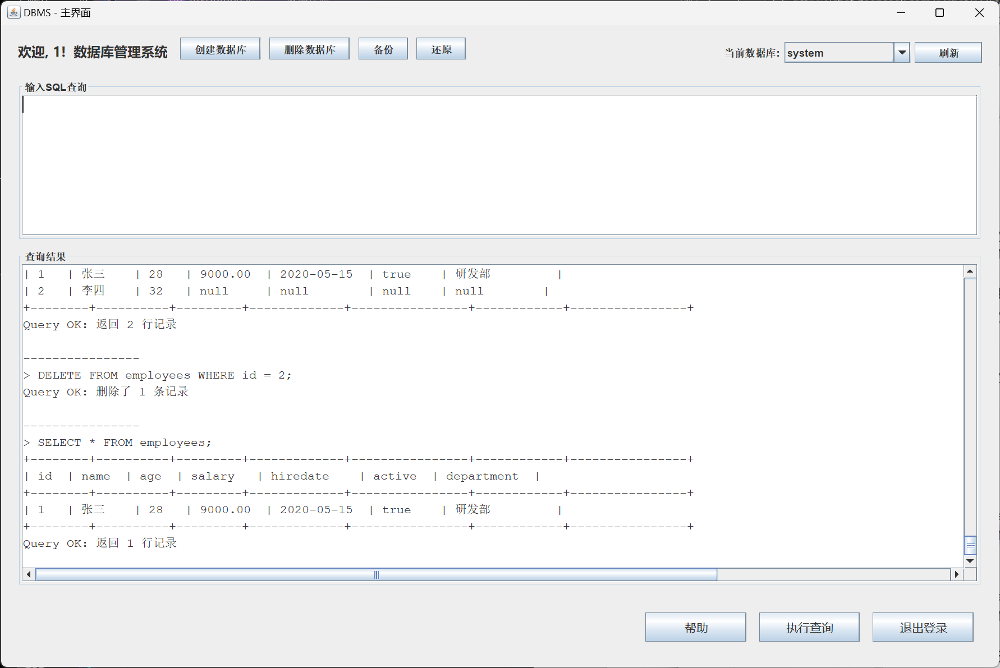 DBMS - 主界面
欢迎, 1! 数据库管理系统 创建数据库 删除数据库 备份 还原 当前数据库: system 刷新
输入SQL查询
查询结果
| 1   | 张三    | 28   | 9000.00  | 2020-05-15  | true    | 研发部         |
| 2   | 李四    | 32   | null     | null        | null    | null        |
+--------+----------+---------+-------------+----------------+------------+----------------+
Query OK: 返回 2 行记录
----------------
> DELETE FROM employees WHERE id = 2;
Query OK: 删除了 1 条记录
----------------
> SELECT * FROM employees;
+--------+----------+---------+-------------+----------------+------------+----------------+
| id  | name  | age  | salary   | hiredate    | active  | department  |
+--------+----------+---------+-------------+----------------+------------+----------------+
| 1   | 张三    | 28   | 9000.00  | 2020-05-15  | true    | 研发部         |
+--------+----------+---------+-------------+----------------+------------+----------------+
Query OK: 返回 1 行记录
帮助 执行查询 退出登录